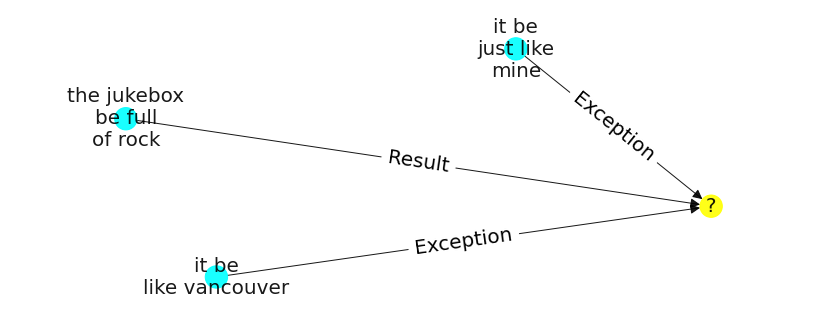 it be
just like
mine
the jukebox
be full
of rock
Exception
Result
?
Exception
it be
like vancouver